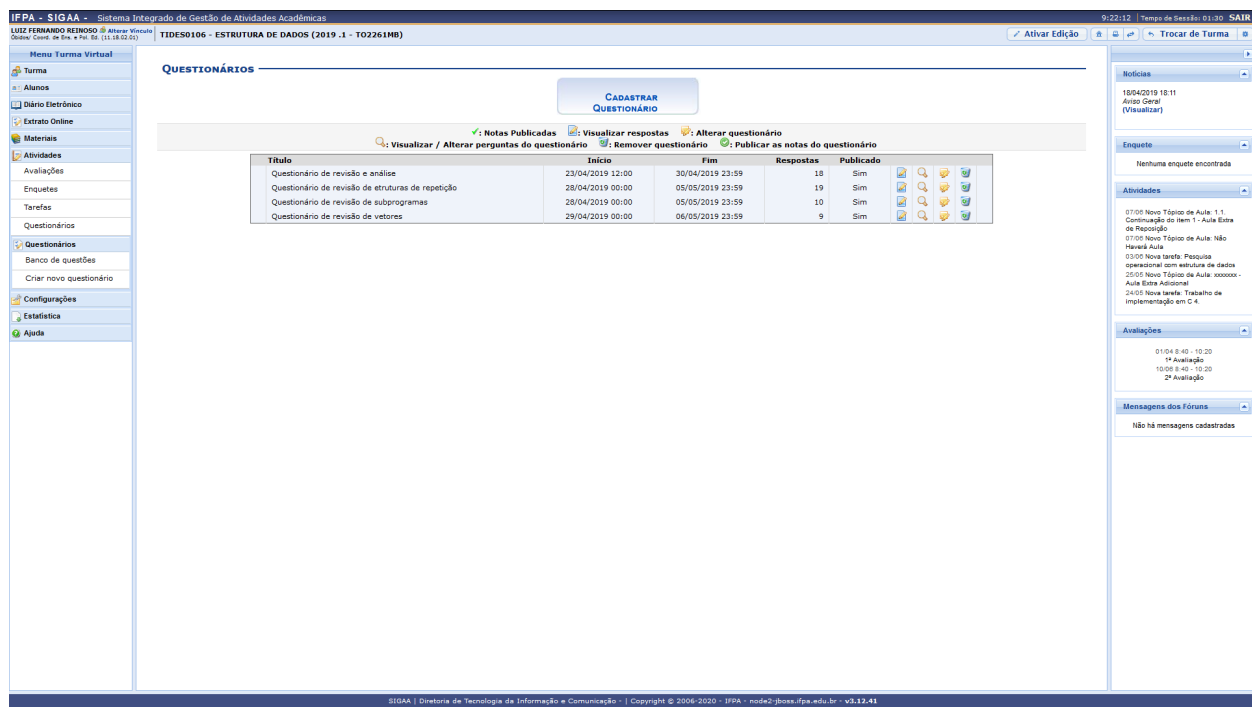 IFPA - SIGAA - Sistema Integrado de Gestão de Atividades Acadêmicas
9:22:12 | Tempo de Sessão: 01:30 SAIR
LUIZ FERNANDO REINOSO Alterar Vínculo
Óbidos/ Coord. de Ens. e Pol. Ed. (11.18.02.01)
TIDES0106 - ESTRUTURA DE DADOS (2019 .1 - TO2261MB)
Ativar Edição
Trocar de Turma
Menu Turma Virtual
Turma
Alunos
Diário Eletrônico
Extrato Online
Materiais
Atividades
Avaliações
Enquetes
Tarefas
Questionários
Questionários
Banco de questões
Criar novo questionário
Configurações
Estatística
Ajuda
QUESTIONÁRIOS
CADASTRAR
QUESTIONÁRIO
: Notas Publicadas : Visualizar respostas : Alterar questionário
: Visualizar / Alterar perguntas do questionário : Remover questionário : Publicar as notas do questionário
Título Início Fim Respostas Publicado
Questionário de revisão e análise 23/04/2019 12:00 30/04/2019 23:59 18 Sim
Questionário de revisão de etruturas de repetição 28/04/2019 00:00 05/05/2019 23:59 19 Sim
Questionário de revisão de subprogramas 28/04/2019 00:00 05/05/2019 23:59 10 Sim
Questionário de revisão de vetores 29/04/2019 00:00 06/05/2019 23:59 9 Sim
Notícias
18/04/2019 18:11
Aviso Geral
(Visualizar)
Enquete
Nenhuma enquete encontrada
Atividades
07/06 Novo Tópico de Aula: 1.1.
Continuação do item 1 - Aula Extra
de Reposição
07/06 Novo Tópico de Aula: Não
Haverá Aula
03/06 Nova tarefa: Pesquisa
operacional com estrutura de dados
25/05 Novo Tópico de Aula: xxxxxxx -
Aula Extra Adicional
24/05 Nova tarefa: Trabalho de
implementação em C 4.
Avaliações
01/04 8:40 - 10:20
1ª Avaliação
10/06 8:40 - 10:20
2ª Avaliação
Mensagens dos Fóruns
Não há mensagens cadastradas
SIGAA | Diretoria de Tecnologia da Informação e Comunicação - | Copyright © 2006-2020 - IFPA - node2-jboss.ifpa.edu.br - v3.12.41